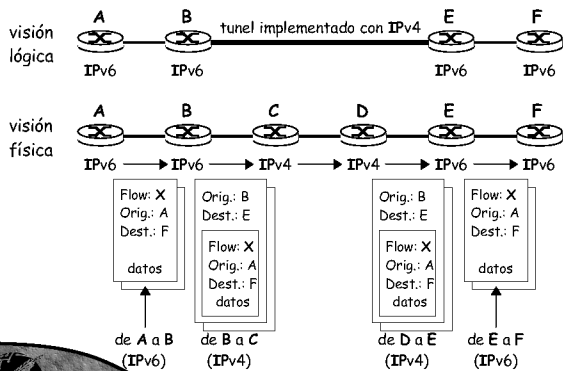 A B E F
visión lógica
tunel implementado con IPv4
IPv6 IPv6 IPv6 IPv6
A B C D E F
visión física
IPv6 IPv6 IPv4 IPv4 IPv6 IPv6
Flow: X
Orig.: A
Dest.: F
datos
Orig.: B
Dest.: E
Flow: X
Orig.: A
Dest.: F
datos
Orig.: B
Dest.: E
Flow: X
Orig.: A
Dest.: F
datos
Flow: X
Orig.: A
Dest.: F
datos
de A a B
(IPv6)
de B a C
(IPv4)
de D a E
(IPv4)
de E a F
(IPv6)